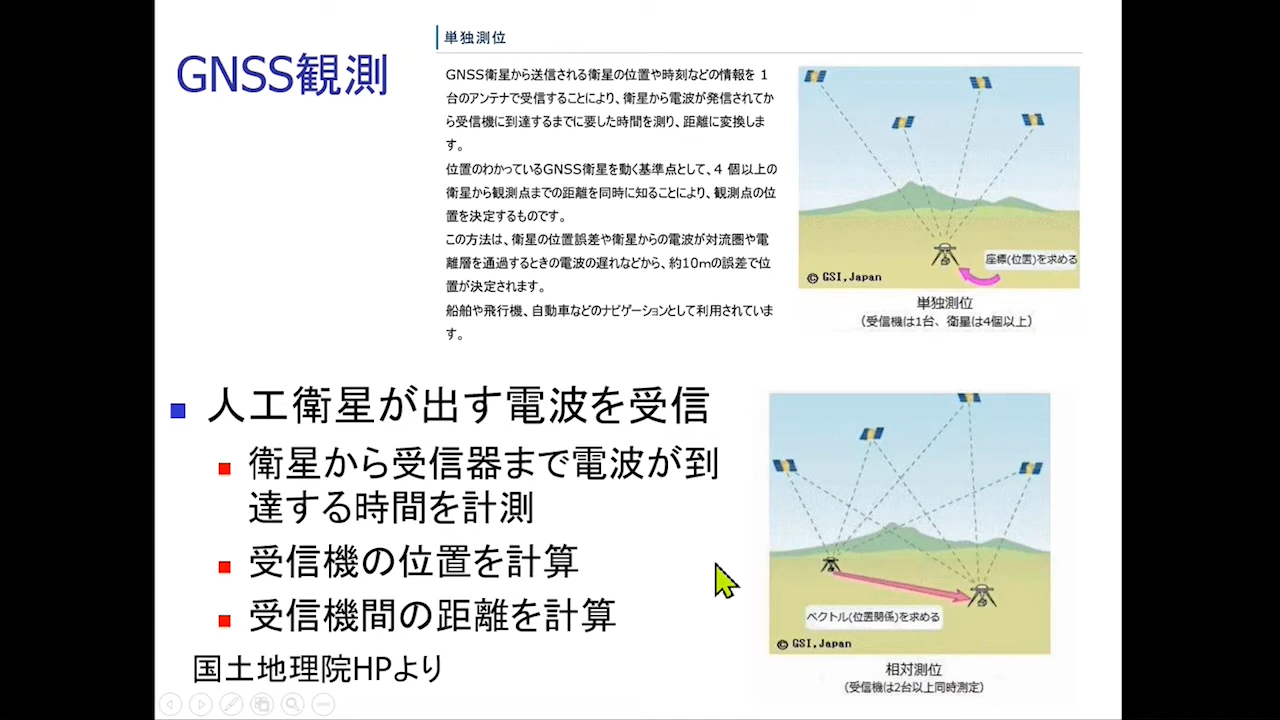 GNSS観測
単独測位
GNSS衛星から送信される衛星の位置や時刻などの情報を 1
台のアンテナで受信することにより、衛星から電波が発信されてか
ら受信機に到達するまでに要した時間を測り、距離に変換しま
す。
位置のわかっているGNSS衛星を動く基準点として、4 個以上の
衛星から観測点までの距離を同時に知ることにより、観測点の位
置を決定するものです。
この方法は、衛星の位置誤差や衛星からの電波が対流圏や電
離層を通過するときの電波の遅れなどから、約10mの誤差で位
置が決定されます。
船舶や飛行機、自動車などのナビゲーションとして利用されていま
す。
座標(位置)を求める
© GSI,Japan
単独測位
(受信機は1台、衛星は4個以上)
人工衛星が出す電波を受信
衛星から受信器まで電波が到
達する時間を計測
受信機の位置を計算
受信機間の距離を計算
国土地理院HPより
ベクトル(位置関係)を求める
© GSI,Japan
相対測位
(受信機は2台以上同時測定)